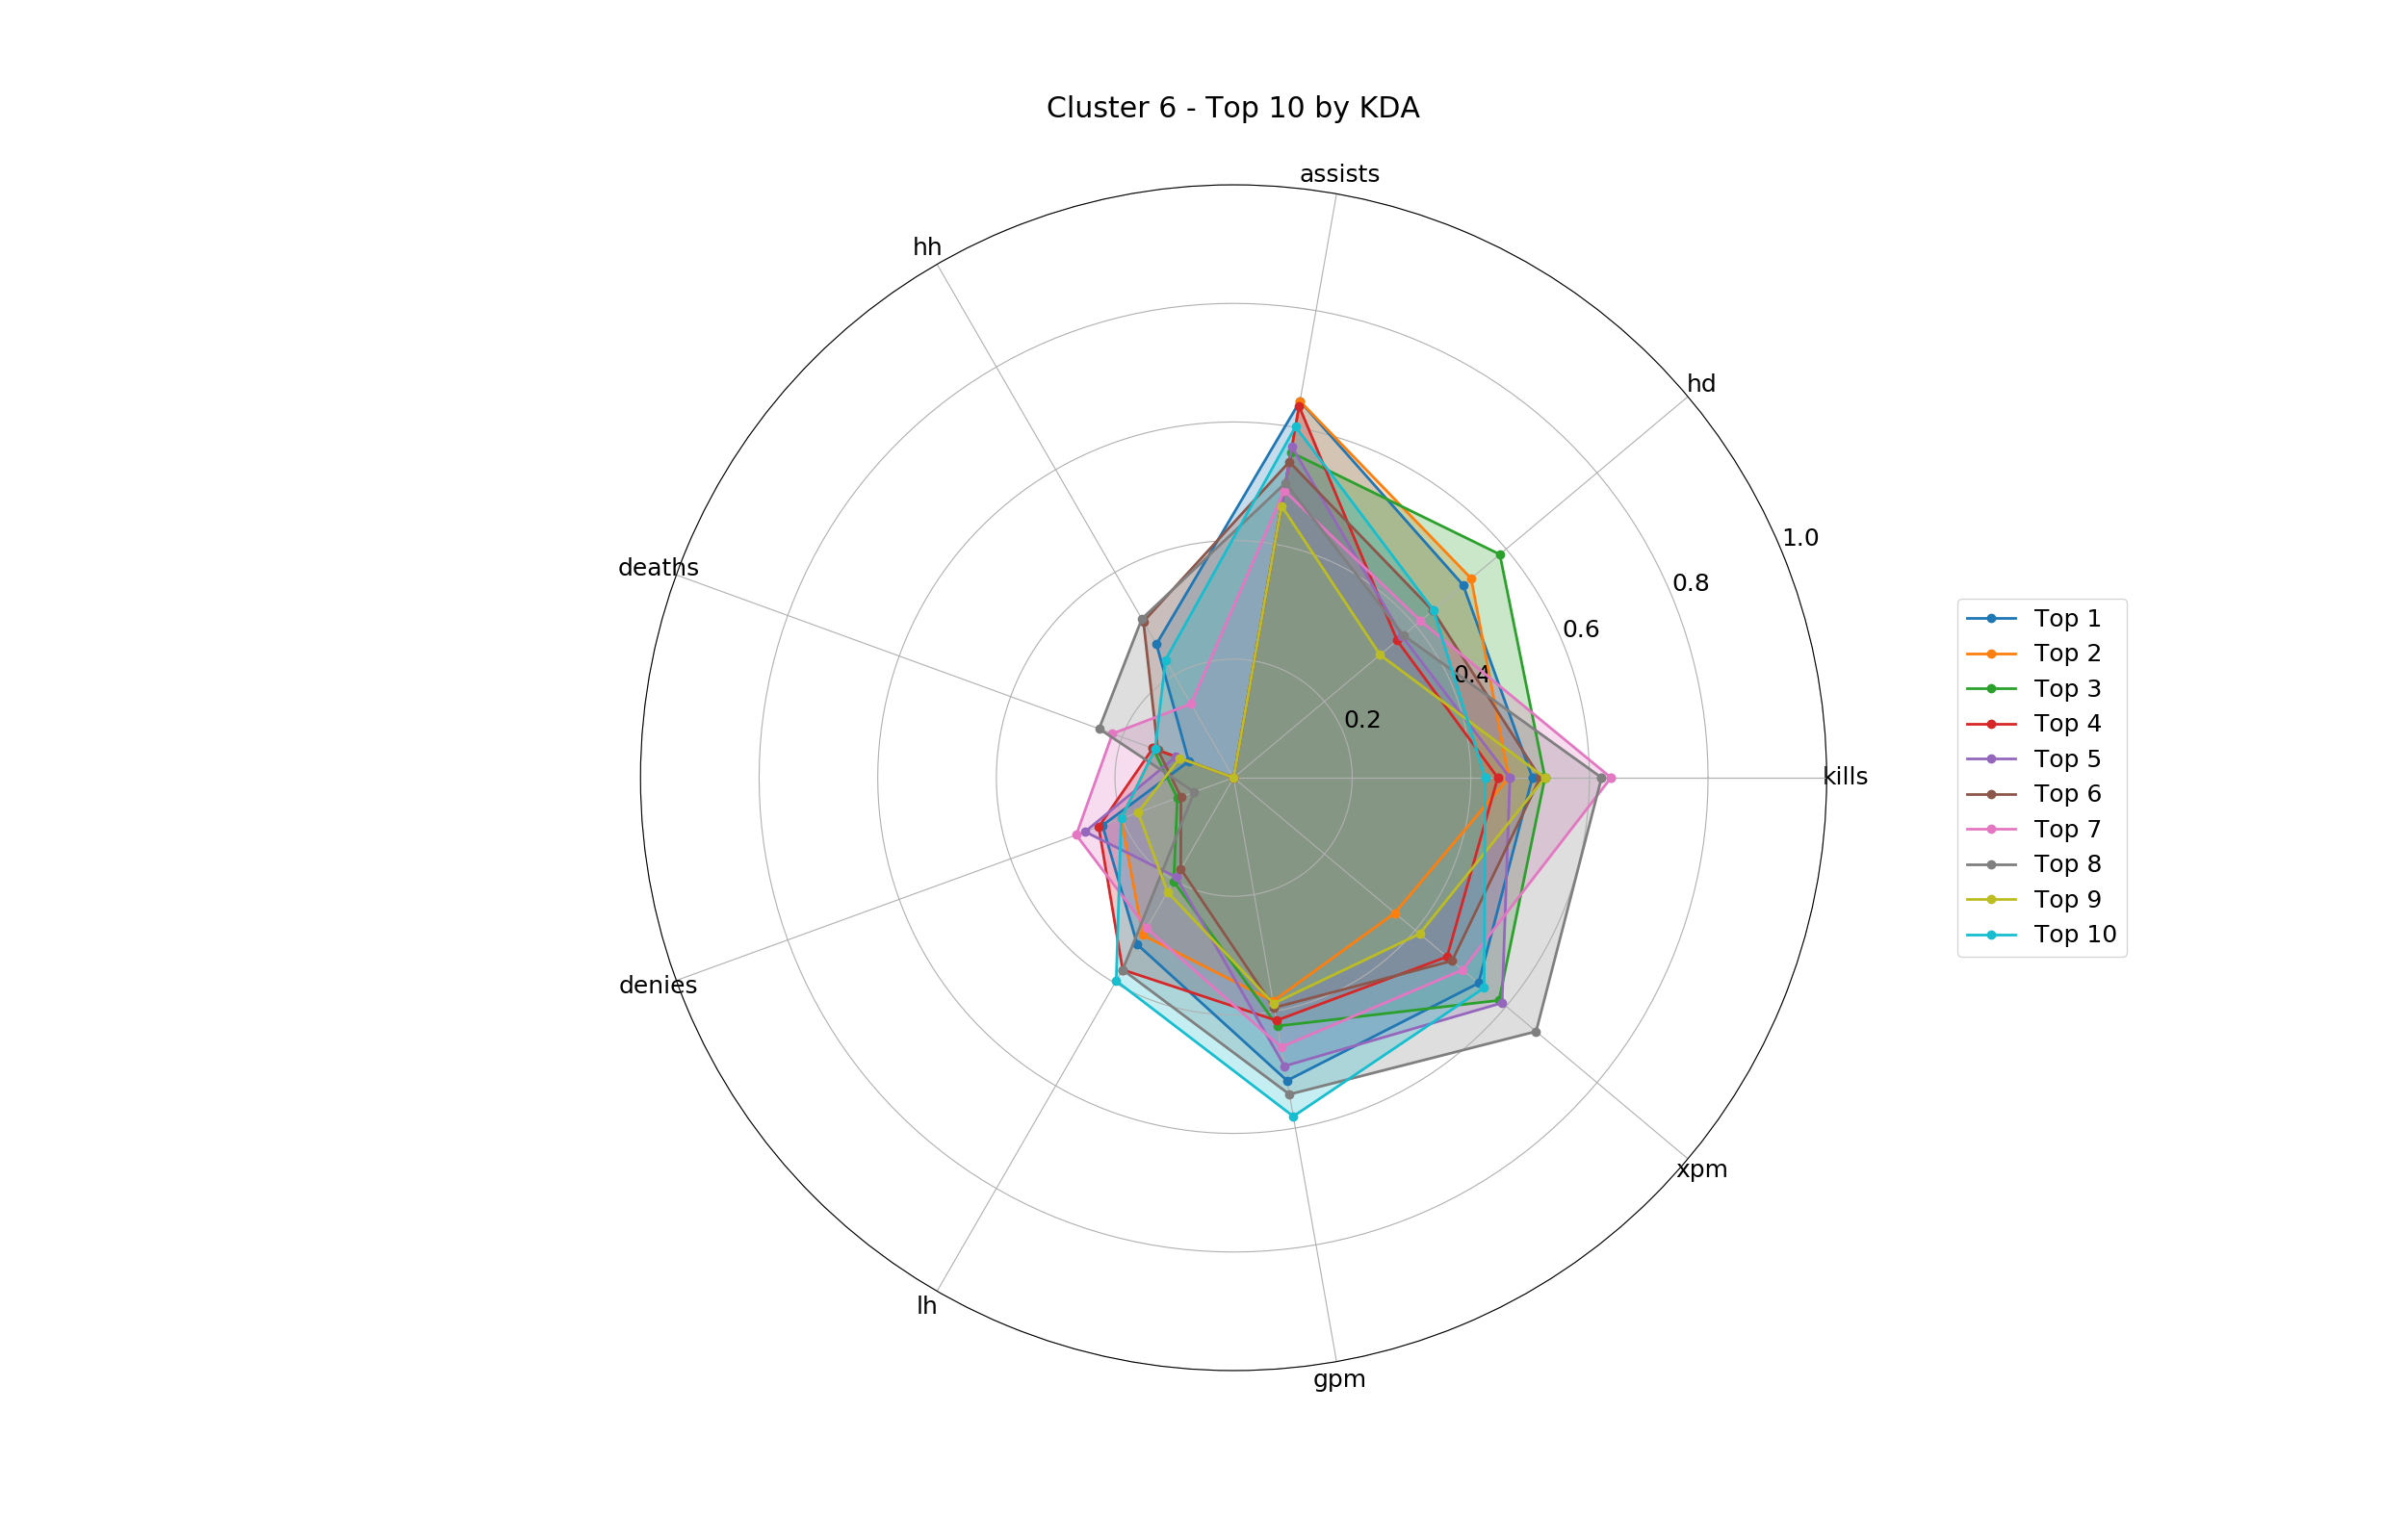 Cluster 6 - Top 10 by KDA
assists
hh
hd
1.0
deaths
0.8
0.6
0.4
0.2
kills
denies
xpm
lh
gpm
Top 1
Top 2
Top 3
Top 4
Top 5
Top 6
Top 7
Top 8
Top 9
Top 10